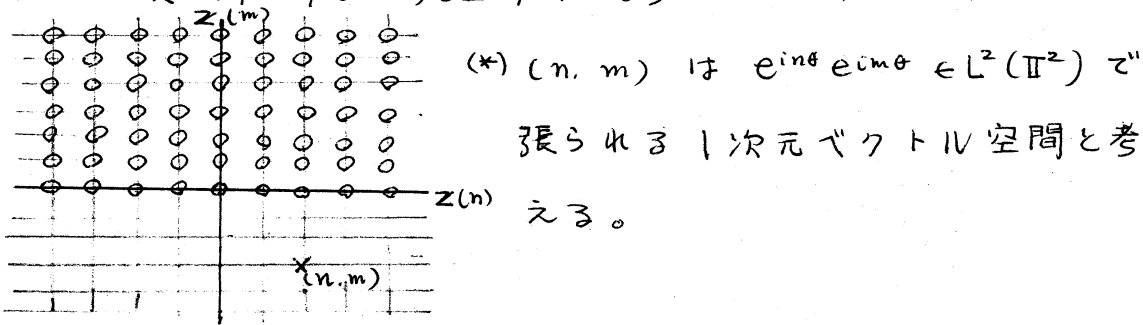 Z(m)
(*) (n, m) は e^{inθ} e^{imθ} ∈ L²(𝕋²) で
張られる1次元ベクトル空間と考
える。
Z(n)
(n, m)